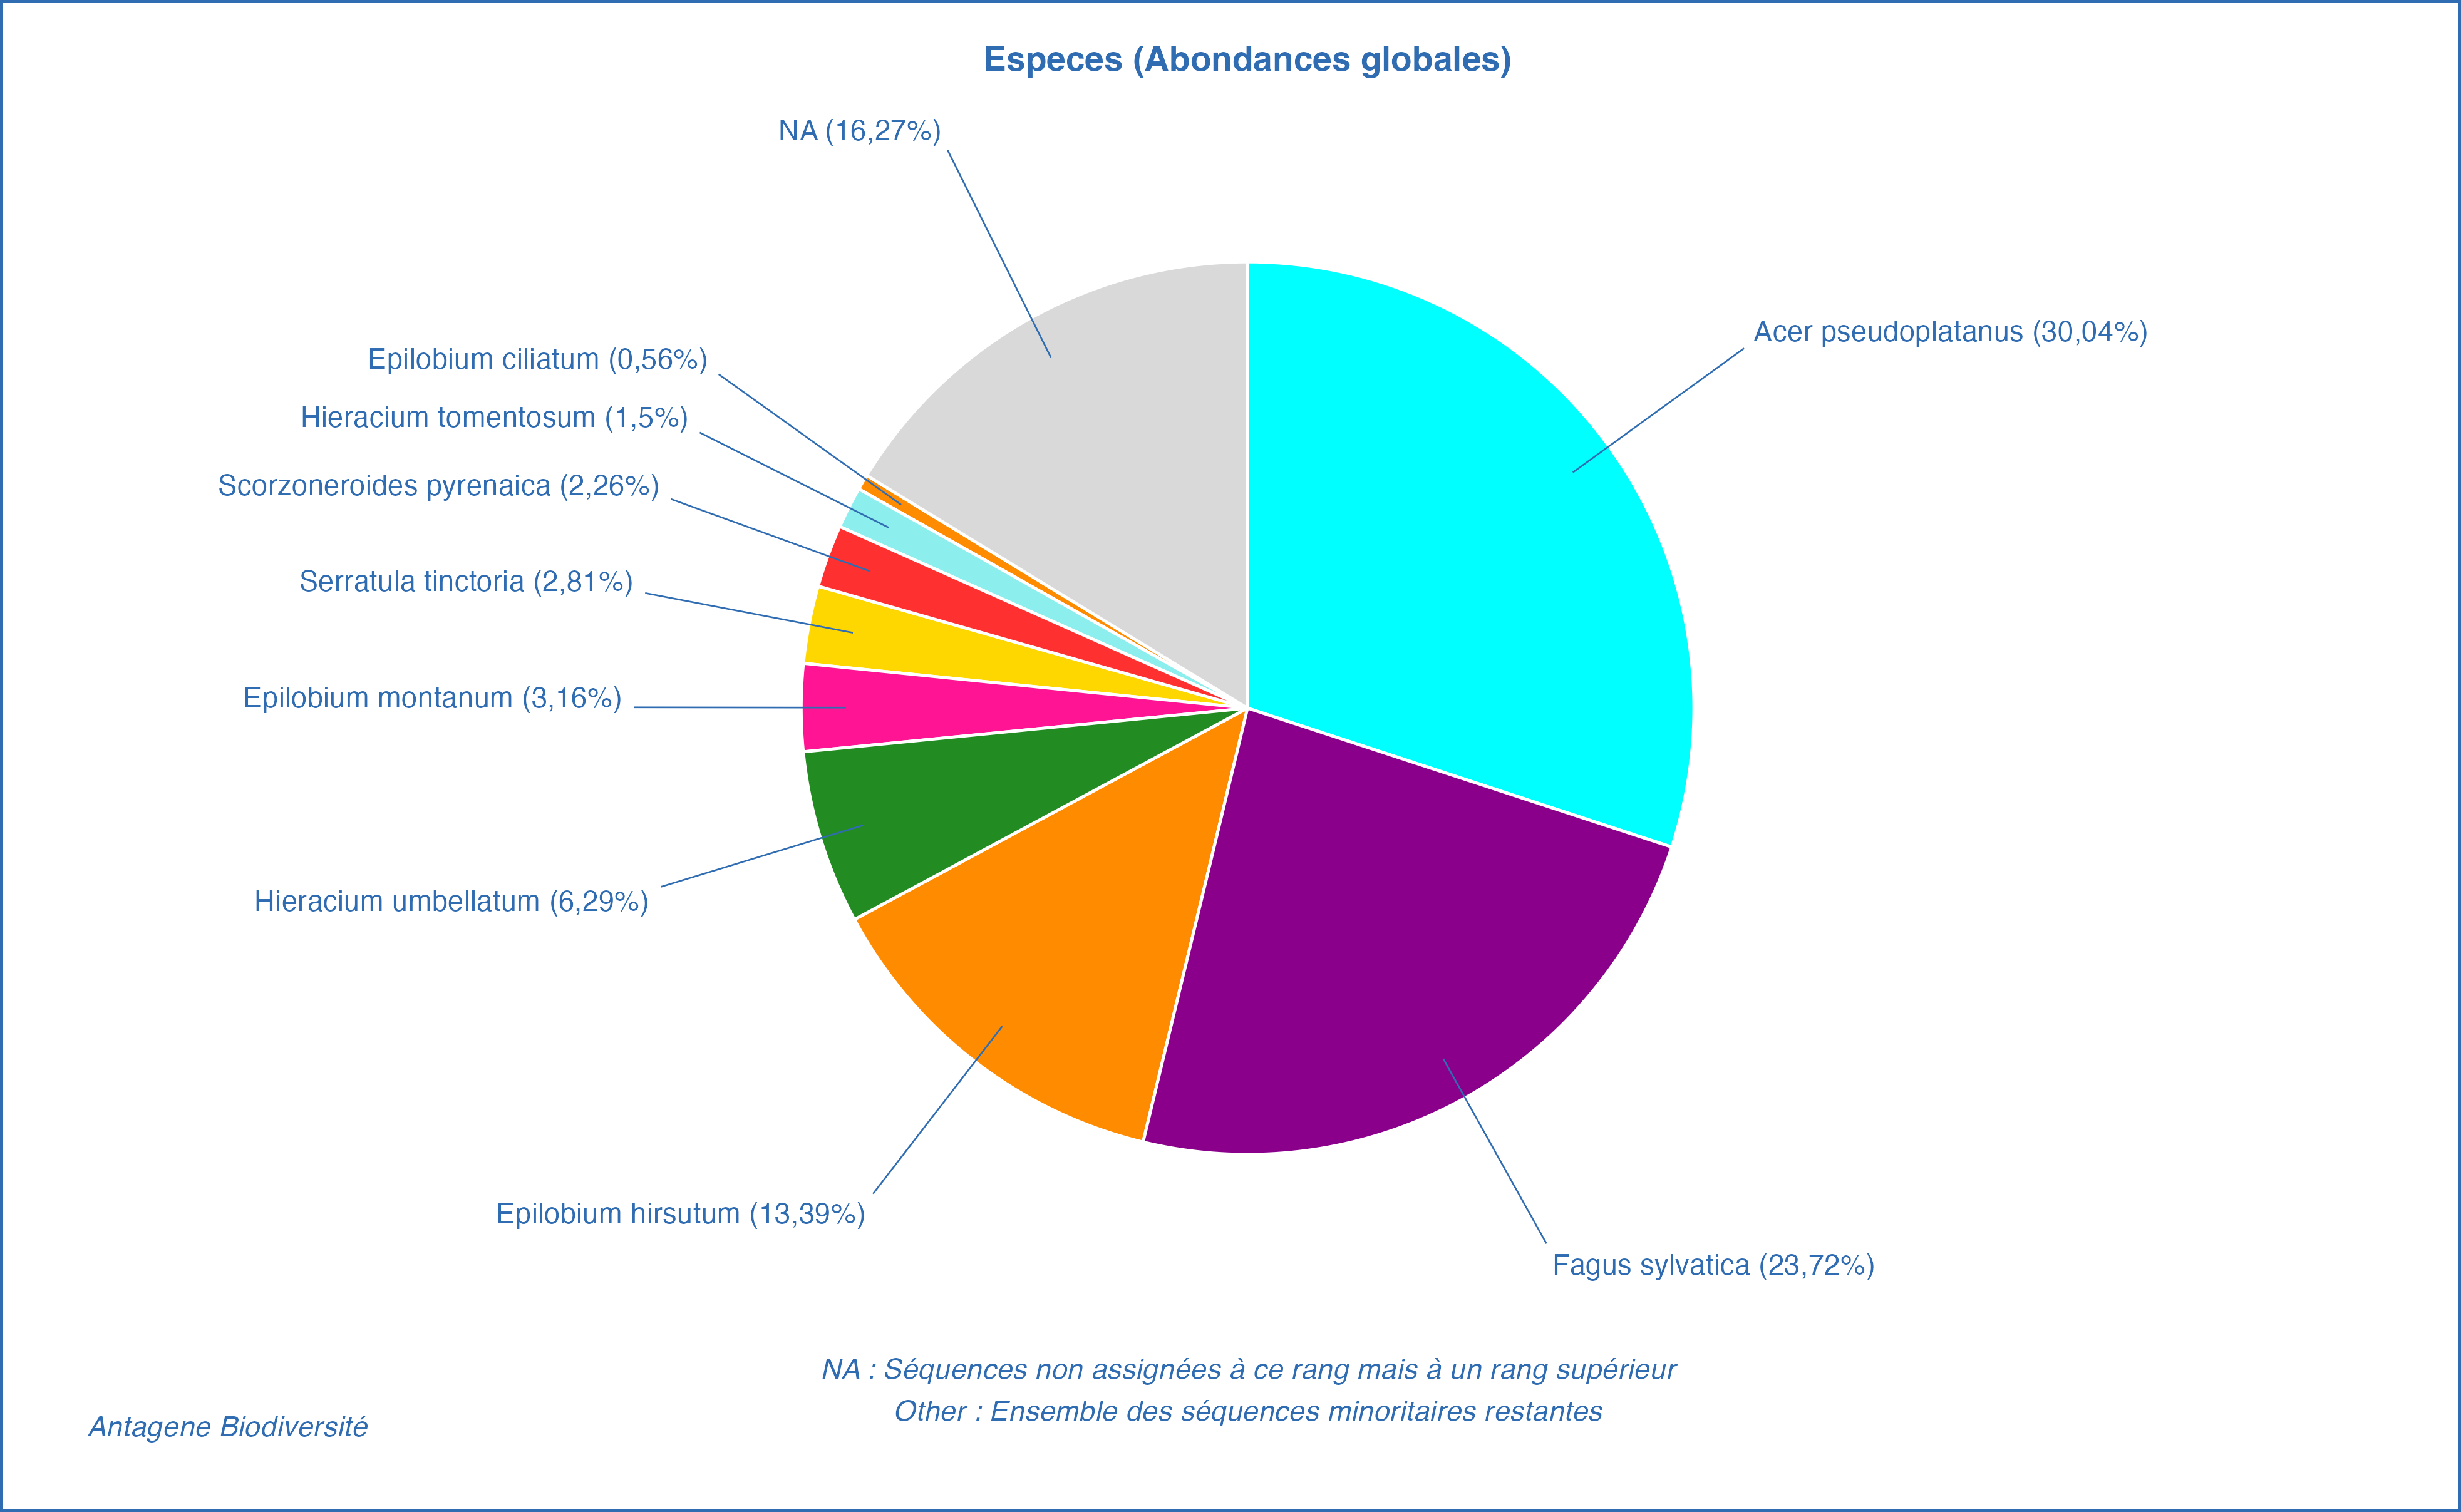 Especes (Abondances globales)
NA (16,27%)
Acer pseudoplatanus (30,04%)
Epilobium ciliatum (0,56%)
Hieracium tomentosum (1,5%)
Scorzoneroides pyrenaica (2,26%)
Serratula tinctoria (2,81%)
Epilobium montanum (3,16%)
Hieracium umbellatum (6,29%)
Epilobium hirsutum (13,39%)
Fagus sylvatica (23,72%)
NA : Séquences non assignées à ce rang mais à un rang supérieur
Other : Ensemble des séquences minoritaires restantes
Antagene Biodiversité